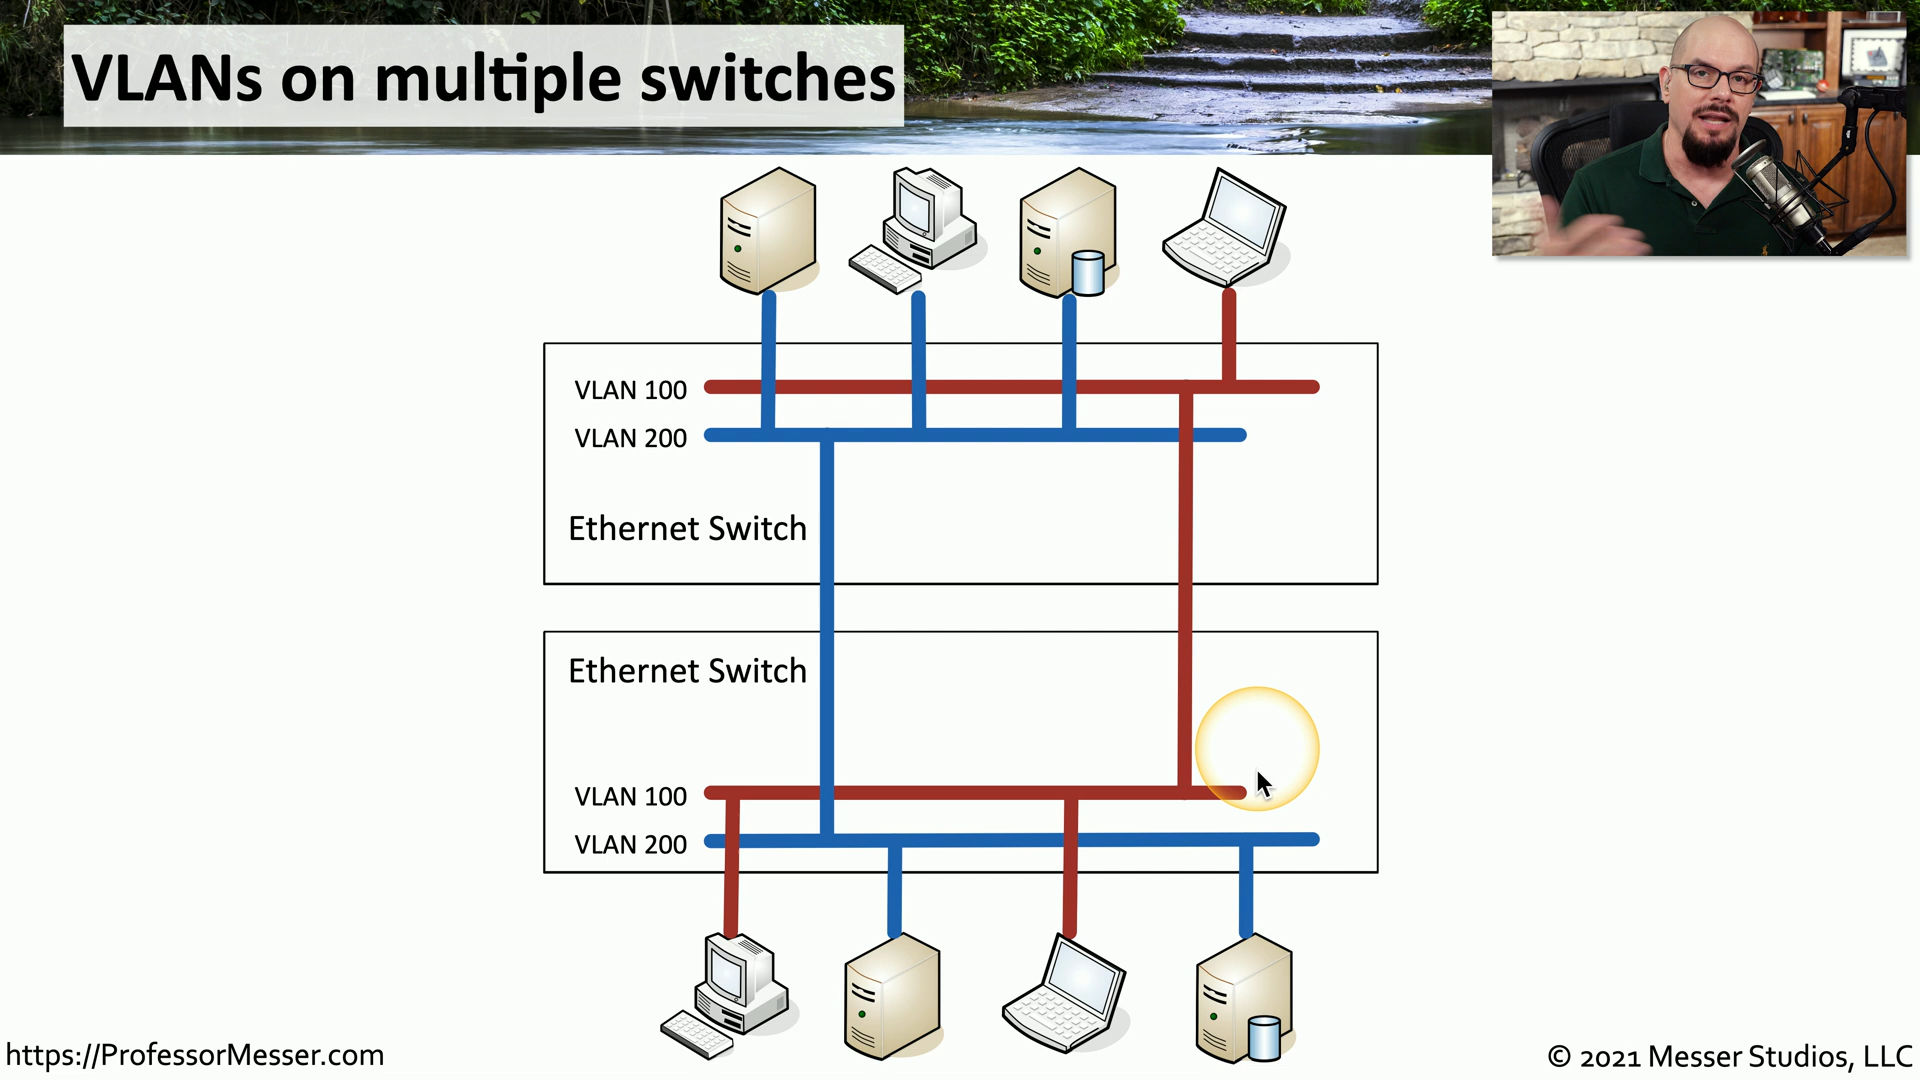 VLANs on multiple switches
VLAN 100
VLAN 200
Ethernet Switch
Ethernet Switch
VLAN 100
VLAN 200
https://ProfessorMesser.com
© 2021 Messer Studios, LLC